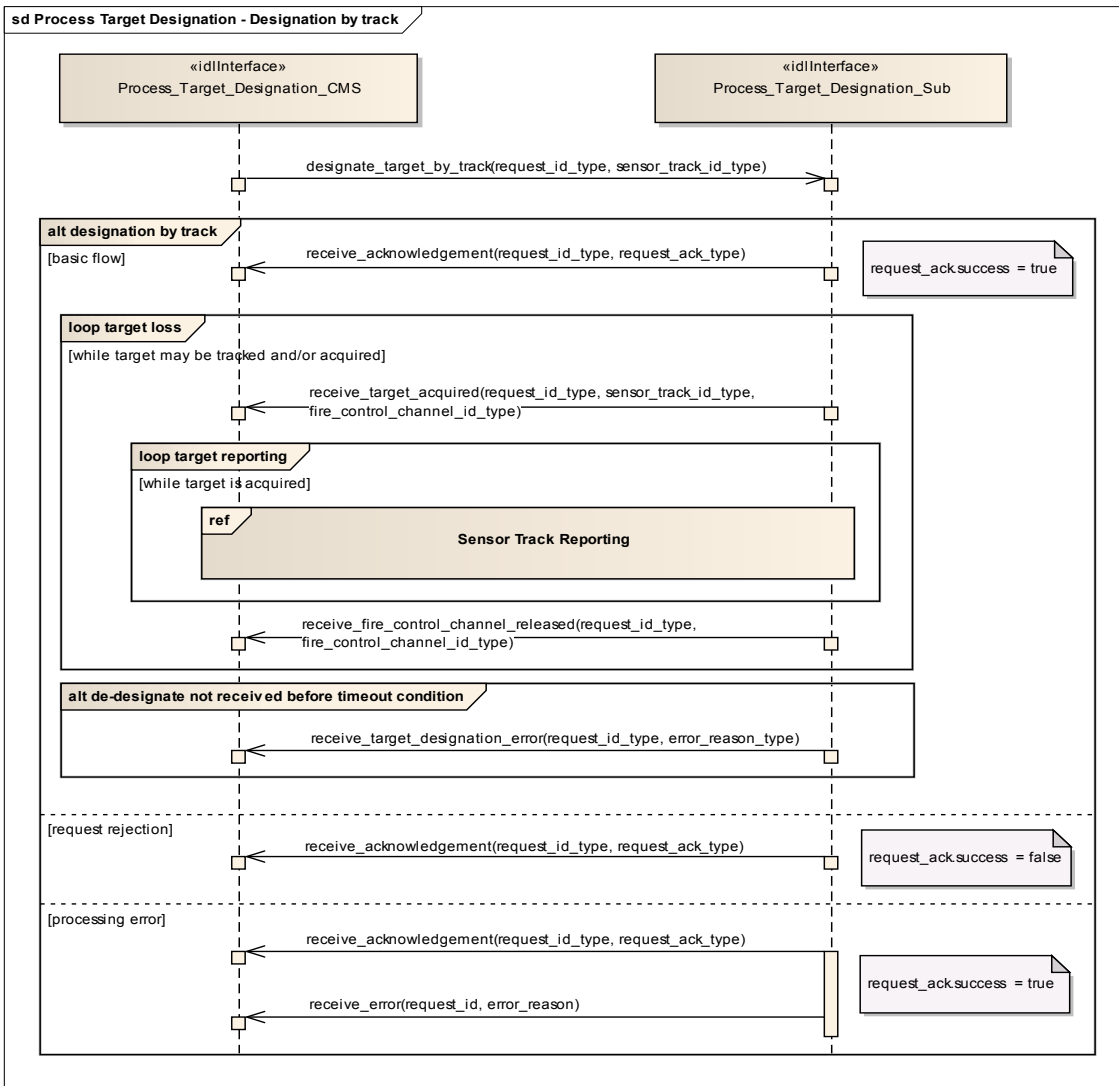 sd Process Target Designation - Designation by track
«idlInterface»
Process_Target_Designation_CMS
«idlInterface»
Process_Target_Designation_Sub
designate_target_by_track(request_id_type, sensor_track_id_type)
alt designation by track
[basic flow]
receive_acknowledgement(request_id_type, request_ack_type)
request_ack.success = true
loop target loss
[while target may be tracked and/or acquired]
receive_target_acquired(request_id_type, sensor_track_id_type,
fire_control_channel_id_type)
loop target reporting
[while target is acquired]
ref
Sensor Track Reporting
receive_fire_control_channel_released(request_id_type,
fire_control_channel_id_type)
alt de-designate not received before timeout condition
receive_target_designation_error(request_id_type, error_reason_type)
[request rejection]
receive_acknowledgement(request_id_type, request_ack_type)
request_ack.success = false
[processing error]
receive_acknowledgement(request_id_type, request_ack_type)
request_ack.success = true
receive_error(request_id, error_reason)